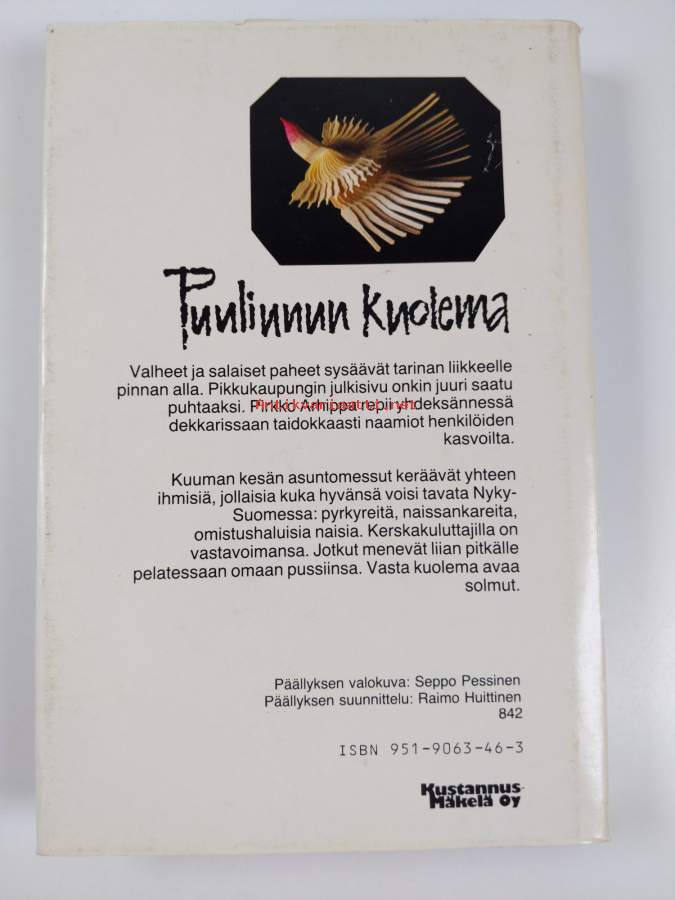 Puulinnun kuolema
Valheet ja salaiset paheet sysäävät tarinan liikkeelle
pinnan alla. Pikkukaupungin julkisivu onkin juuri saatu
puhtaaksi. Pirkko Arhippa repii yhdeksännessä
dekkarissaan taidokkaasti naamiot henkilöiden
kasvoilta.
Kuuman kesän asuntomessut keräävät yhteen
ihmisiä, jollaisia kuka hyvänsä voisi tavata Nyky-
Suomessa: pyrkyreitä, naissankareita,
omistushaluisia naisia. Kerskakuluttajilla on
vastavoimansa. Jotkut menevät liian pitkälle
pelatessaan omaan pussiinsa. Vasta kuolema avaa
solmut.
Päällyksen valokuva: Seppo Pessinen
Päällyksen suunnittelu: Raimo Huittinen
842
ISBN 951-9063-46-3
Kustannus-
Mäkelä Oy